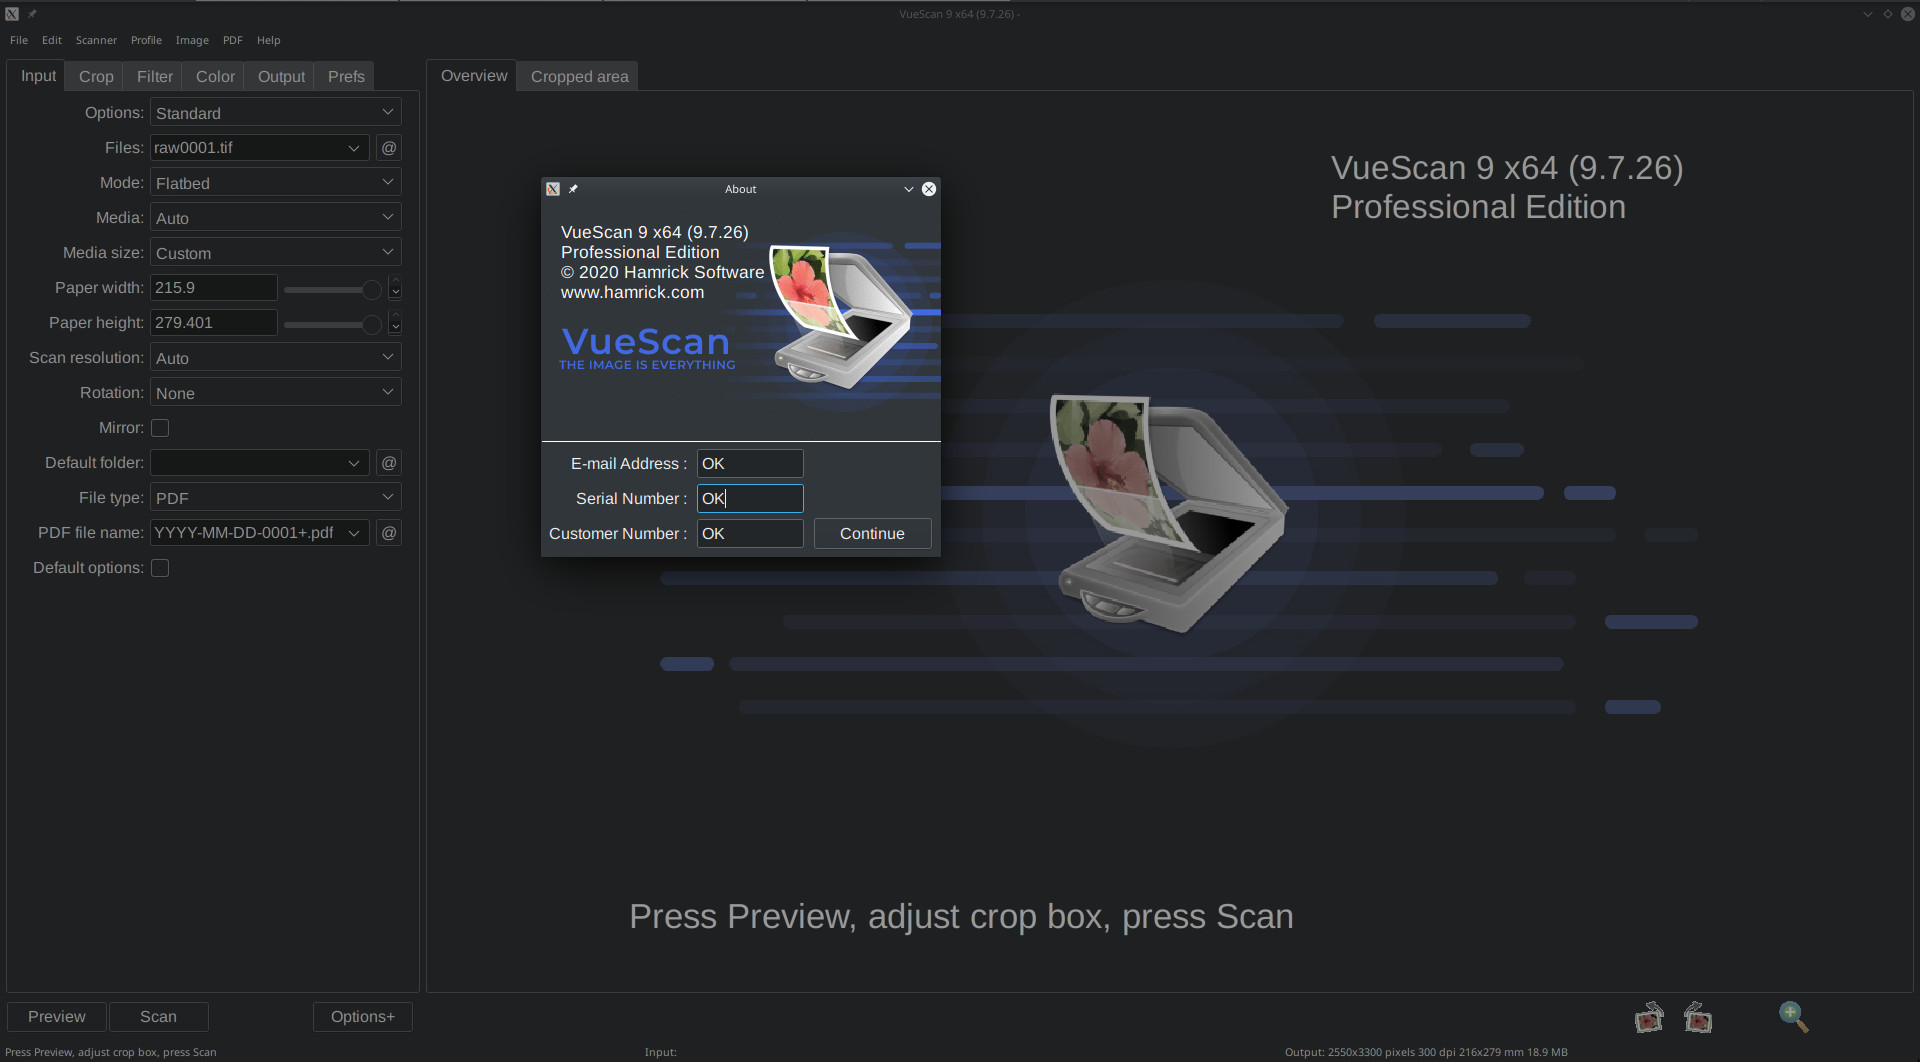 VueScan 9 x64 (9.7.26) -
File Edit Scanner Profile Image PDF Help
Input Crop Filter Color Output Prefs
Options: Standard
Files: raw0001.tif @
Mode: Flatbed
Media: Auto
Media size: Custom
Paper width: 215.9
Paper height: 279.401
Scan resolution: Auto
Rotation: None
Mirror:
Default folder: @
File type: PDF
PDF file name: YYYY-MM-DD-0001+.pdf @
Default options:
Overview Cropped area
VueScan 9 x64 (9.7.26)
Professional Edition
About
VueScan 9 x64 (9.7.26)
Professional Edition
© 2020 Hamrick Software
www.hamrick.com
VueScan
THE IMAGE IS EVERYTHING
E-mail Address : OK
Serial Number : OK
Customer Number : OK Continue
Press Preview, adjust crop box, press Scan
Preview Scan Options+
Press Preview, adjust crop box, press Scan Input: Output: 2550x3300 pixels 300 dpi 216x279 mm 18.9 MB